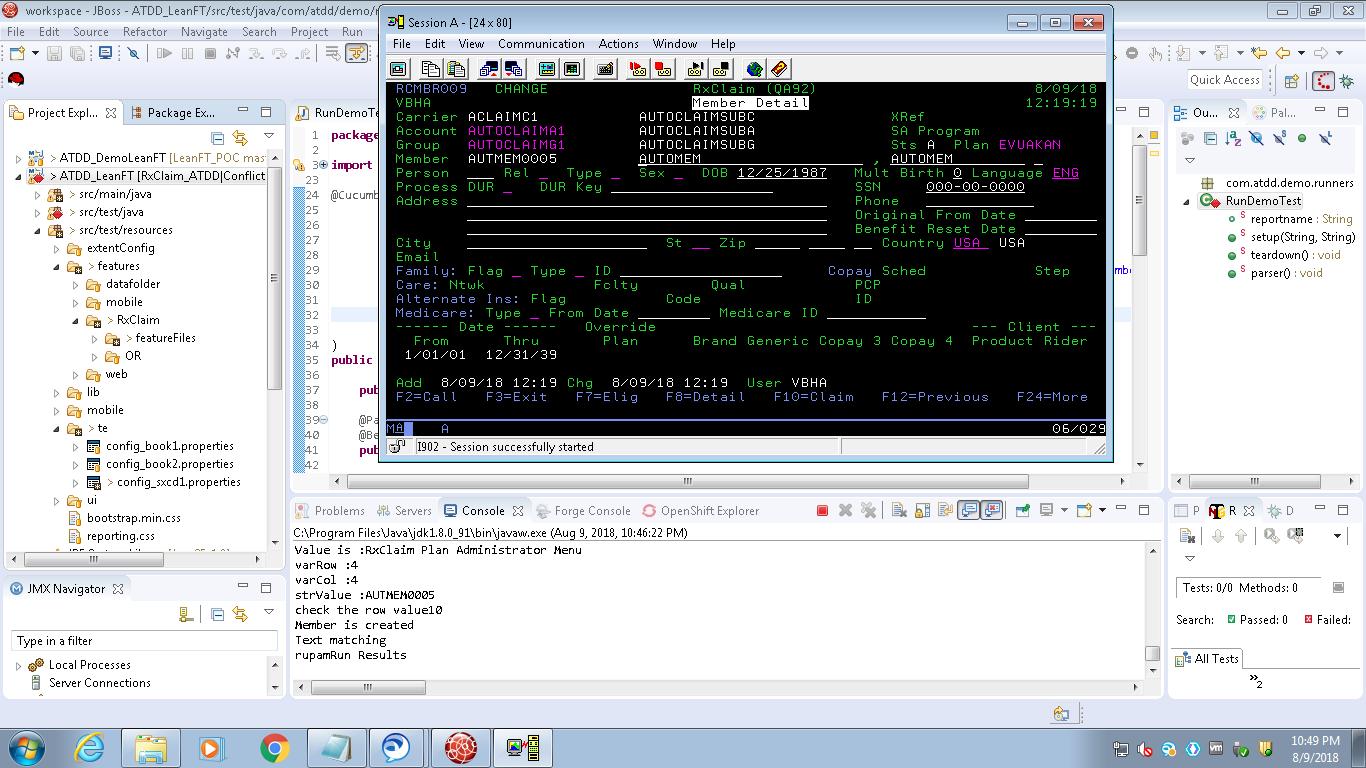 workspace - JBoss - ATDD_LeanFT/src/test/java/com/atdd/demo/r
File Edit Source Refactor Navigate Search Project Run
Quick Access
Project Expl...
Package Ex...
> ATDD_DemoLeanFT [LeanFT_POC mas
> ATDD_LeanFT [RxClaim_ATDD|Conflict
> src/main/java
> src/test/java
> src/test/resources
extentConfig
> features
datafolder
mobile
> RxClaim
> featureFiles
OR
web
lib
mobile
> te
config_book1.properties
config_book2.properties
> config_sxcd1.properties
ui
bootstrap.min.css
reporting.css
JMX Navigator
Type in a filter
Local Processes
Server Connections
RunDemoTe
1 package
2
3 import
23
24 @Cucumb
25
26
27
28
29
30
31
32
33
34 )
35 public
36
37 pub
38
39 @Pa
40 @Be
41 pub
42
Session A - [24 x 80]
File Edit View Communication Actions Window Help
RCMBR009 CHANGE RxClaim (QA92) 8/09/18
VBHA Member Detail 12:19:19
Carrier ACLAIMC1 AUTOCLAIMSUBC XRef
Account AUTOCLAIMA1 AUTOCLAIMSUBA SA Program
Group AUTOCLAIMG1 AUTOCLAIMSUBG Sts A Plan EVUAKAN
Member AUTMEM0005 AUTOMEM , AUTOMEM
Person Rel Type Sex DOB 12/25/1987 Mult Birth 0 Language ENG
Process DUR DUR Key SSN 000-00-0000
Address Phone
Original From Date
Benefit Reset Date
City St Zip Country USA USA
Email
Family: Flag Type ID Copay Sched Step
Care: Ntwk Fclty Qual PCP
Alternate Ins: Flag Code ID
Medicare: Type From Date Medicare ID
------ Date ------ Override --- Client ---
From Thru Plan Brand Generic Copay 3 Copay 4 Product Rider
1/01/01 12/31/39
Add 8/09/18 12:19 Chg 8/09/18 12:19 User VBHA
F2=Call F3=Exit F7=Elig F8=Detail F10=Claim F12=Previous F24=More
MA A 06/029
I902 - Session successfully started
Problems Servers Console Forge Console OpenShift Explorer
C:\Program Files\Java\jdk1.8.0_91\bin\javaw.exe (Aug 9, 2018, 10:46:22 PM)
Value is :RxClaim Plan Administrator Menu
varRow :4
varCol :4
strValue :AUTMEM0005
check the row value10
Member is created
Text matching
rupamRun Results
Ou...
Pal...
com.atdd.demo.runners
RunDemoTest
reportname : String
setup(String, String)
teardown() : void
parser() : void
P R D
Tests: 0/0 Methods: 0
Search: Passed: 0 Failed:
All Tests
»2
10:49 PM
8/9/2018